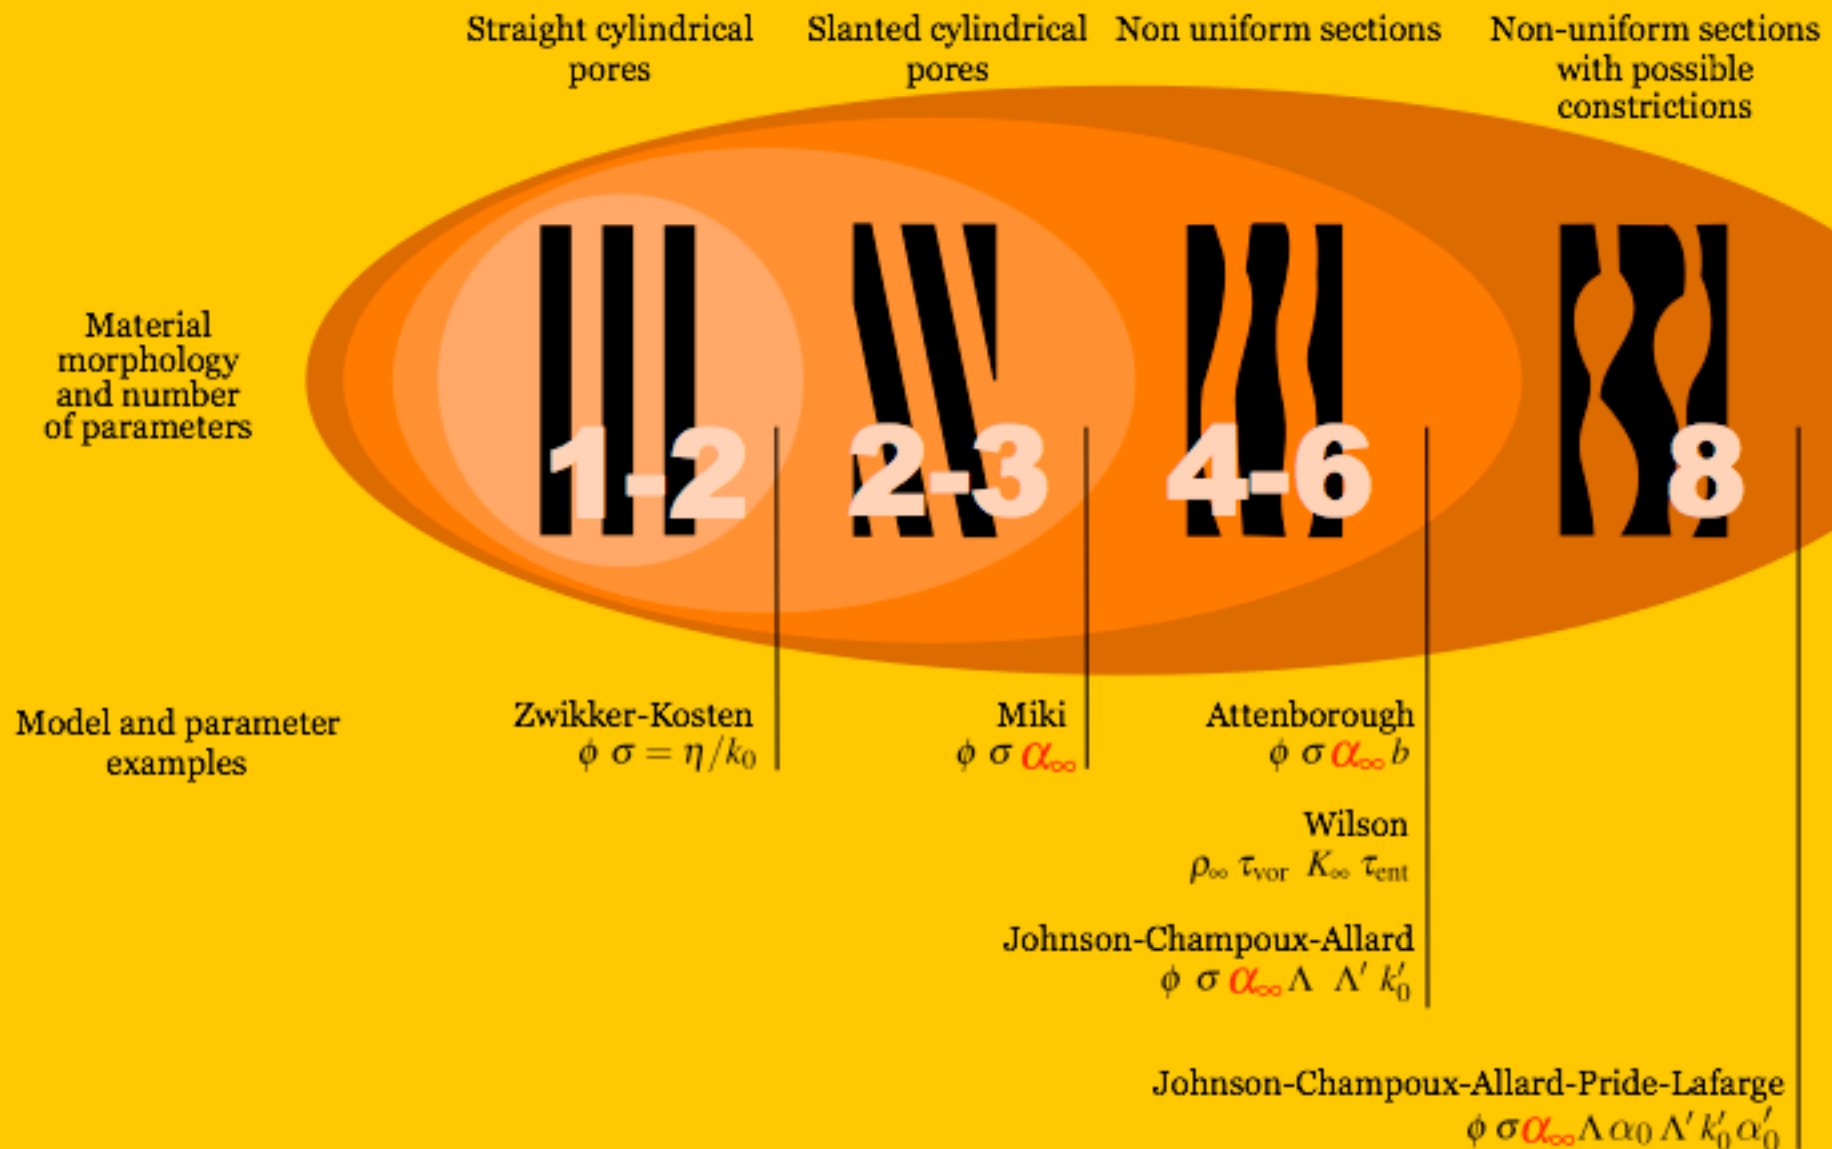 Straight cylindrical
pores
Slanted cylindrical
pores
Non uniform sections
Non-uniform sections
with possible
constrictions
Material
morphology
and number
of parameters
1-2
2-3
4-6
8
Model and parameter
examples
Zwikker-Kosten
ϕ σ = η/k₀
Miki
ϕ σ α∞
Attenborough
ϕ σ α∞ b
Wilson
ρ∞ τvor K∞ τent
Johnson-Champoux-Allard
ϕ σ α∞ Λ Λ′ k′₀
Johnson-Champoux-Allard-Pride-Lafarge
ϕ σ α∞ Λ α₀ Λ′ k′₀ α′₀